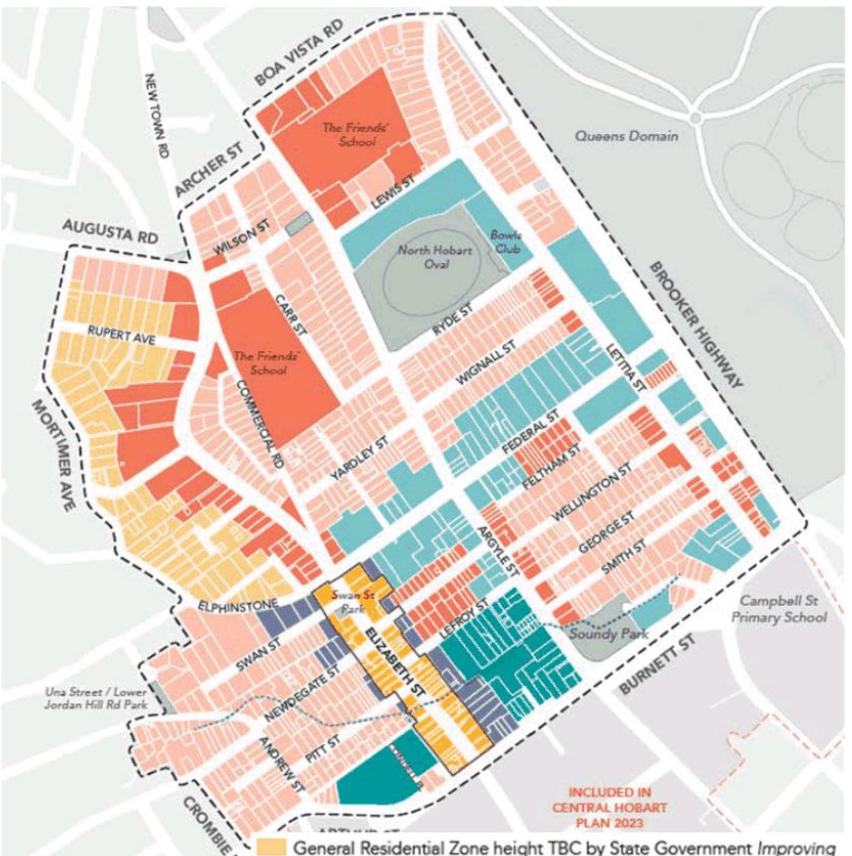 BOA VISTA RD
NEW TOWN RD
The Friends'
School
Queens Domain
ARCHER ST
LEWIS ST
AUGUSTA RD
WILSON ST
Bowls
Club
North Hobart
Oval
CARR ST
RYDE ST
BROOKER HIGHWAY
RUPERT AVE
The Friends'
School
WIGNALL ST
LETITIA ST
COMMERCIAL RD
MORTIMER AVE
YARDLEY ST
FEDERAL ST
FELTHAM ST
WELLINGTON ST
ARGYLE ST
GEORGE ST
SMITH ST
ELPHINSTONE
Swan St
Park
LEFROY ST
Campbell St
Primary School
ELIZABETH ST
Soundy Park
SWAN ST
BURNETT ST
Una Street / Lower
Jordan Hill Rd Park
NEWDEGATE ST
PITT ST
ANDREW ST
CROMBIE
INCLUDED IN
CENTRAL HOBART
PLAN 2023
General Residential Zone height TBC by State Government Improving